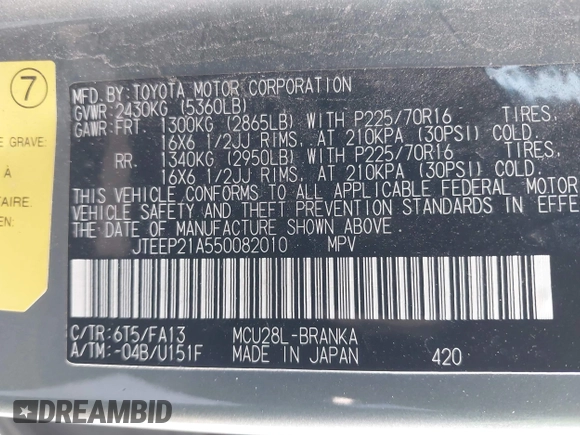 7
E GRAVE:
À
TAIRE.
EN:
MFD. BY: TOYOTA MOTOR CORPORATION
GVWR: 2430KG (5360LB)
GAWR: FRT 1300KG (2865LB) WITH P225/70R16 TIRES,
16X6 1/2JJ RIMS, AT 210KPA (30PSI) COLD.
RR. 1340KG (2950LB) WITH P225/70R16 TIRES,
16X6 1/2JJ RIMS, AT 210KPA (30PSI) COLD.
THIS VEHICLE CONFORMS TO ALL APPLICABLE FEDERAL MOTOR
VEHICLE SAFETY AND THEFT PREVENTION STANDARDS IN EFFE
THE DATE OF MANUFACTURE SHOWN ABOVE.
JTEEP21A550082010 MPV
C/TR: 6T5/FA13 MCU28L-BRANKA
A/TM: -04B/U151F MADE IN JAPAN 420
DREAMBID